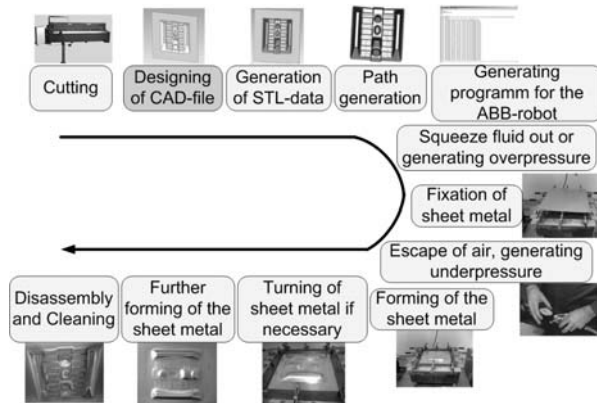 Cutting
Designing
of CAD-file
Generation
of STL-data
Path
generation
Generating
programm for the
ABB-robot
Squeeze fluid out or
generating overpressure
Fixation of
sheet metal
Escape of air, generating
underpressure
Forming of the
sheet metal
Turning of
sheet metal if
necessary
Further
forming of the
sheet metal
Disassembly
and Cleaning